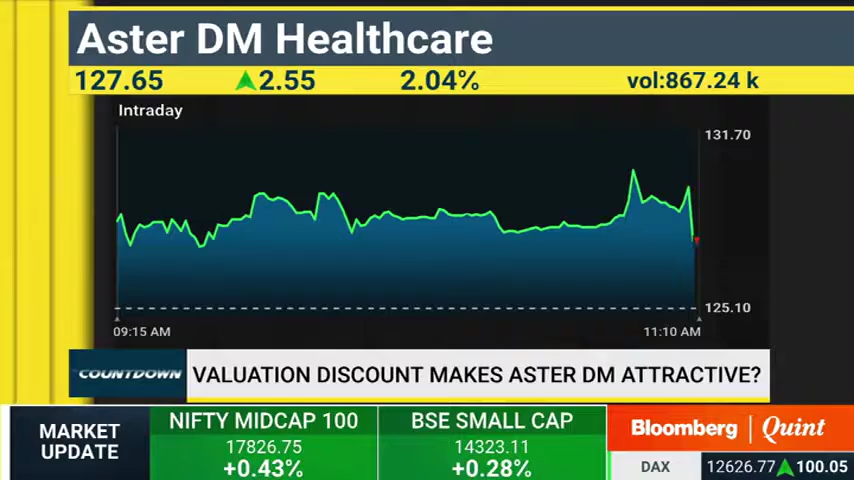 Aster DM Healthcare
127.65 ▲2.55 2.04% vol:867.24 k
Intraday
131.70
125.10
09:15 AM 11:10 AM
COUNTDOWN VALUATION DISCOUNT MAKES ASTER DM ATTRACTIVE?
MARKET UPDATE
NIFTY MIDCAP 100
17826.75
+0.43%
BSE SMALL CAP
14323.11
+0.28%
Bloomberg | Quint
DAX 12626.77▲100.05